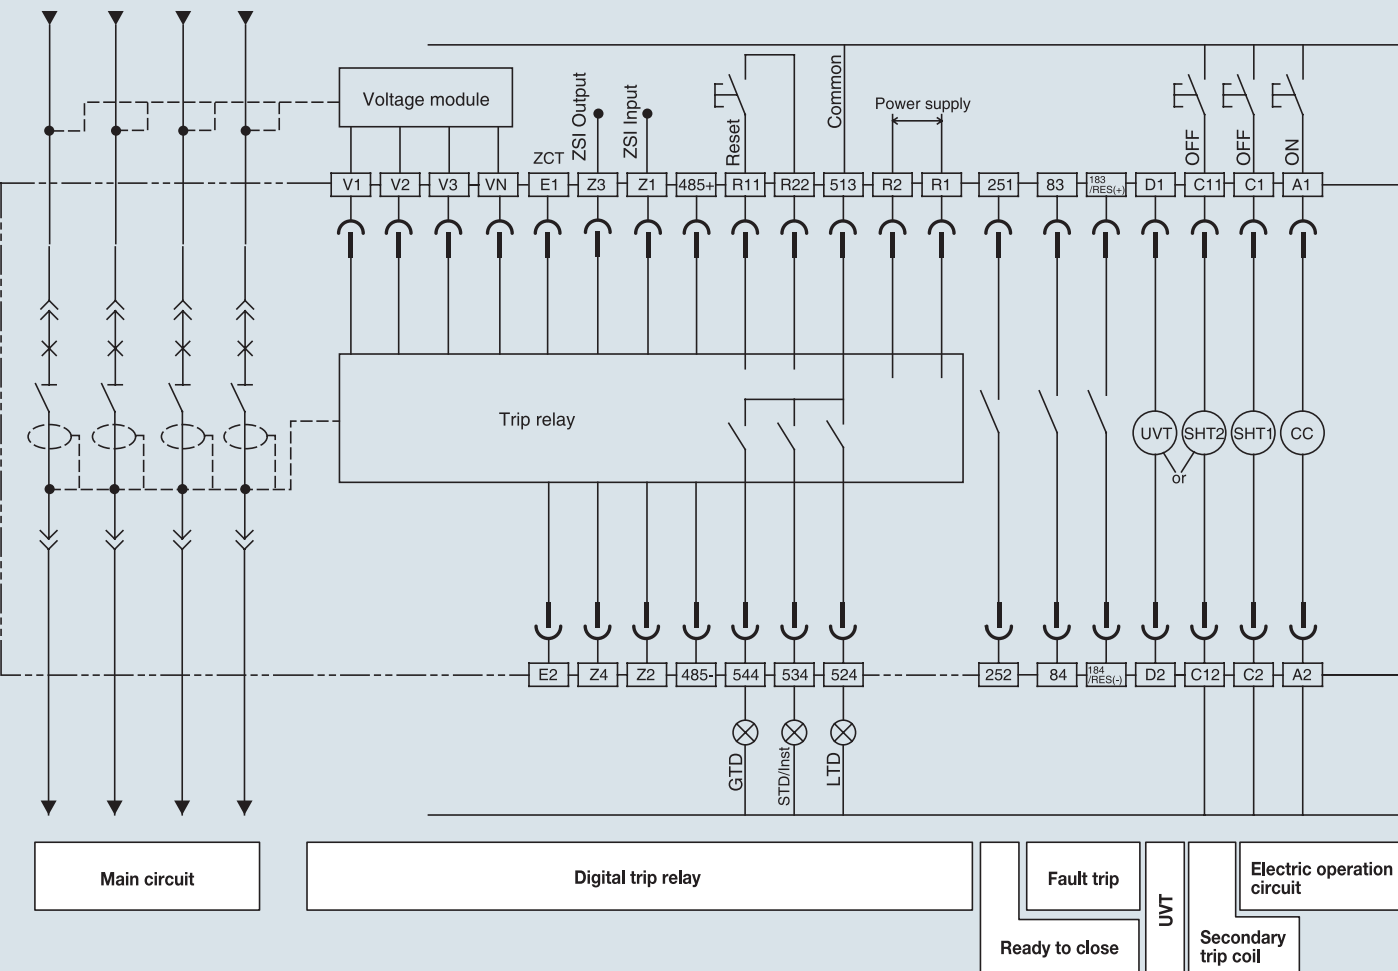 Voltage module
ZCT
ZSI Output
ZSI Input
Reset
Common
Power supply
OFF
OFF
ON
V1
V2
V3
VN
E1
Z3
Z1
485+
R11
R22
513
R2
R1
251
83
183
/RES(+)
D1
C11
C1
A1
Trip relay
UVT
SHT2
SHT1
CC
or
E2
Z4
Z2
485-
544
534
524
252
84
184
/RES(-)
D2
C12
C2
A2
GTD
STD/Inst
LTD
Main circuit
Digital trip relay
Ready to close
Fault trip
UVT
Secondary
trip coil
Electric operation
circuit